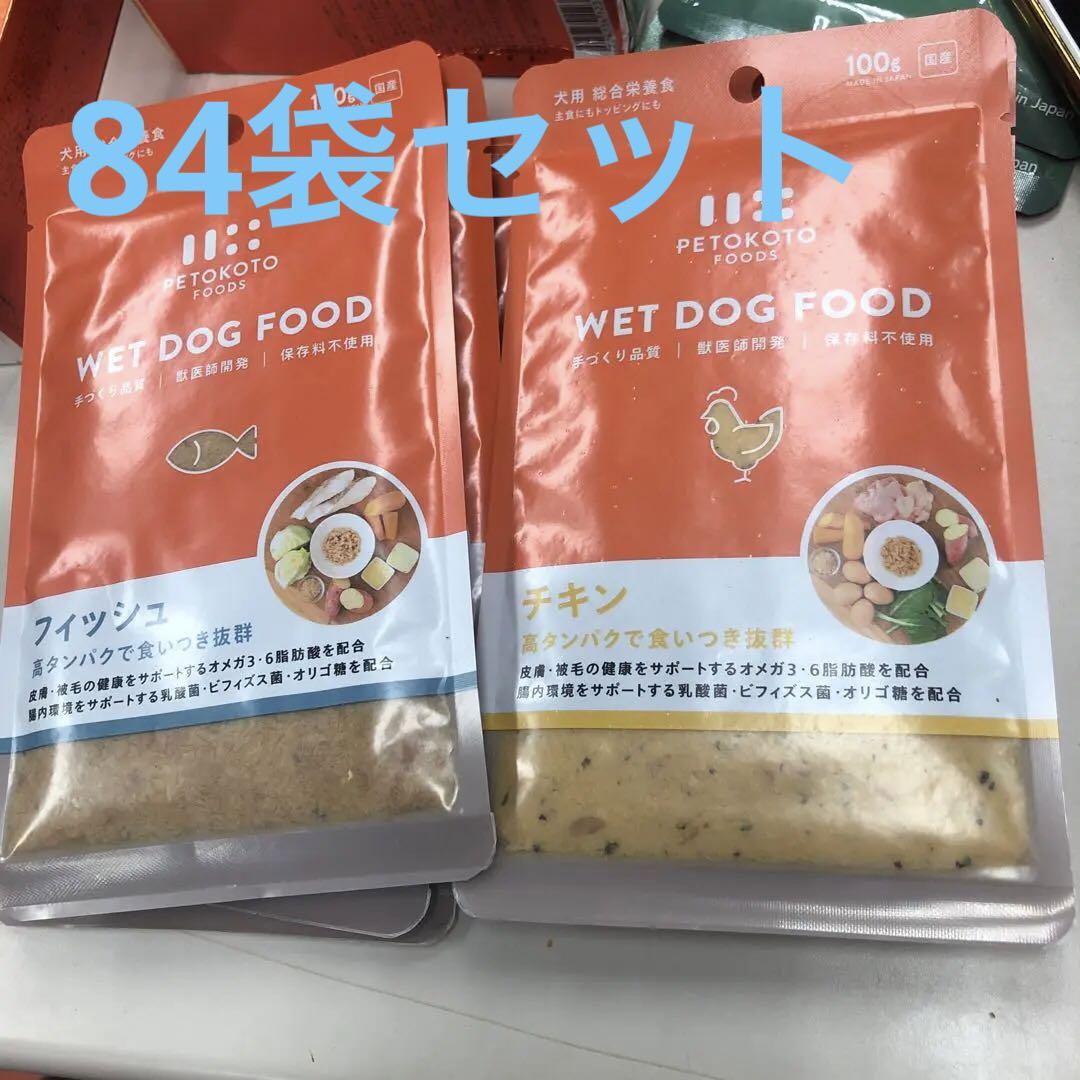 84袋セット
100g
国産
犬用
主食に
PETOKOTO
FOODS
WET DOG FOOD
手づくり品質 | 獣医師開発 | 保存料不使用
フィッシュ
高タンパクで食いつき抜群
皮膚・被毛の健康をサポートするオメガ3・6脂肪酸を配合
腸内環境をサポートする乳酸菌・ビフィズス菌・オリゴ糖を配合
100g
MADE IN JAPAN
国産
犬用 総合栄養食
主食にもトッピングにも
PETOKOTO
FOODS
WET DOG FOOD
手づくり品質 | 獣医師開発 | 保存料不使用
チキン
高タンパクで食いつき抜群
皮膚・被毛の健康をサポートするオメガ3・6脂肪酸を配合
腸内環境をサポートする乳酸菌・ビフィズス菌・オリゴ糖を配合
in Japan
pan